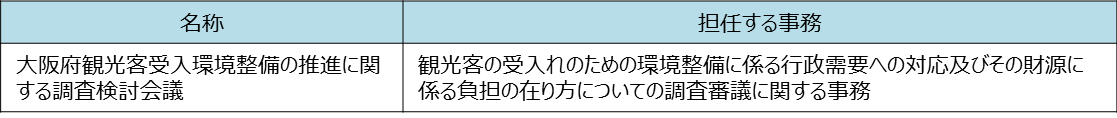 名称
担任する事務
大阪府観光客受入環境整備の推進に関
する調査検討会議
観光客の受入れのための環境整備に係る行政需要への対応及びその財源に
係る負担の在り方についての調査審議に関する事務